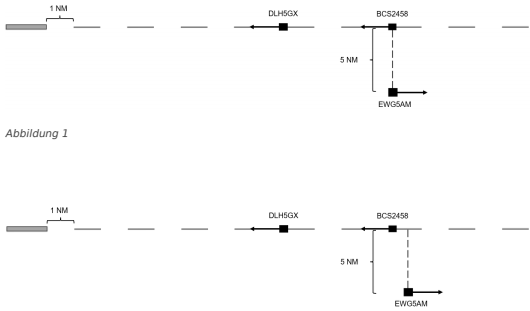 1 NM
DLH5GX
BCS2458
5 NM
EWG5AM
Abbildung 1
1 NM
DLH5GX
BCS2458
5 NM
EWG5AM